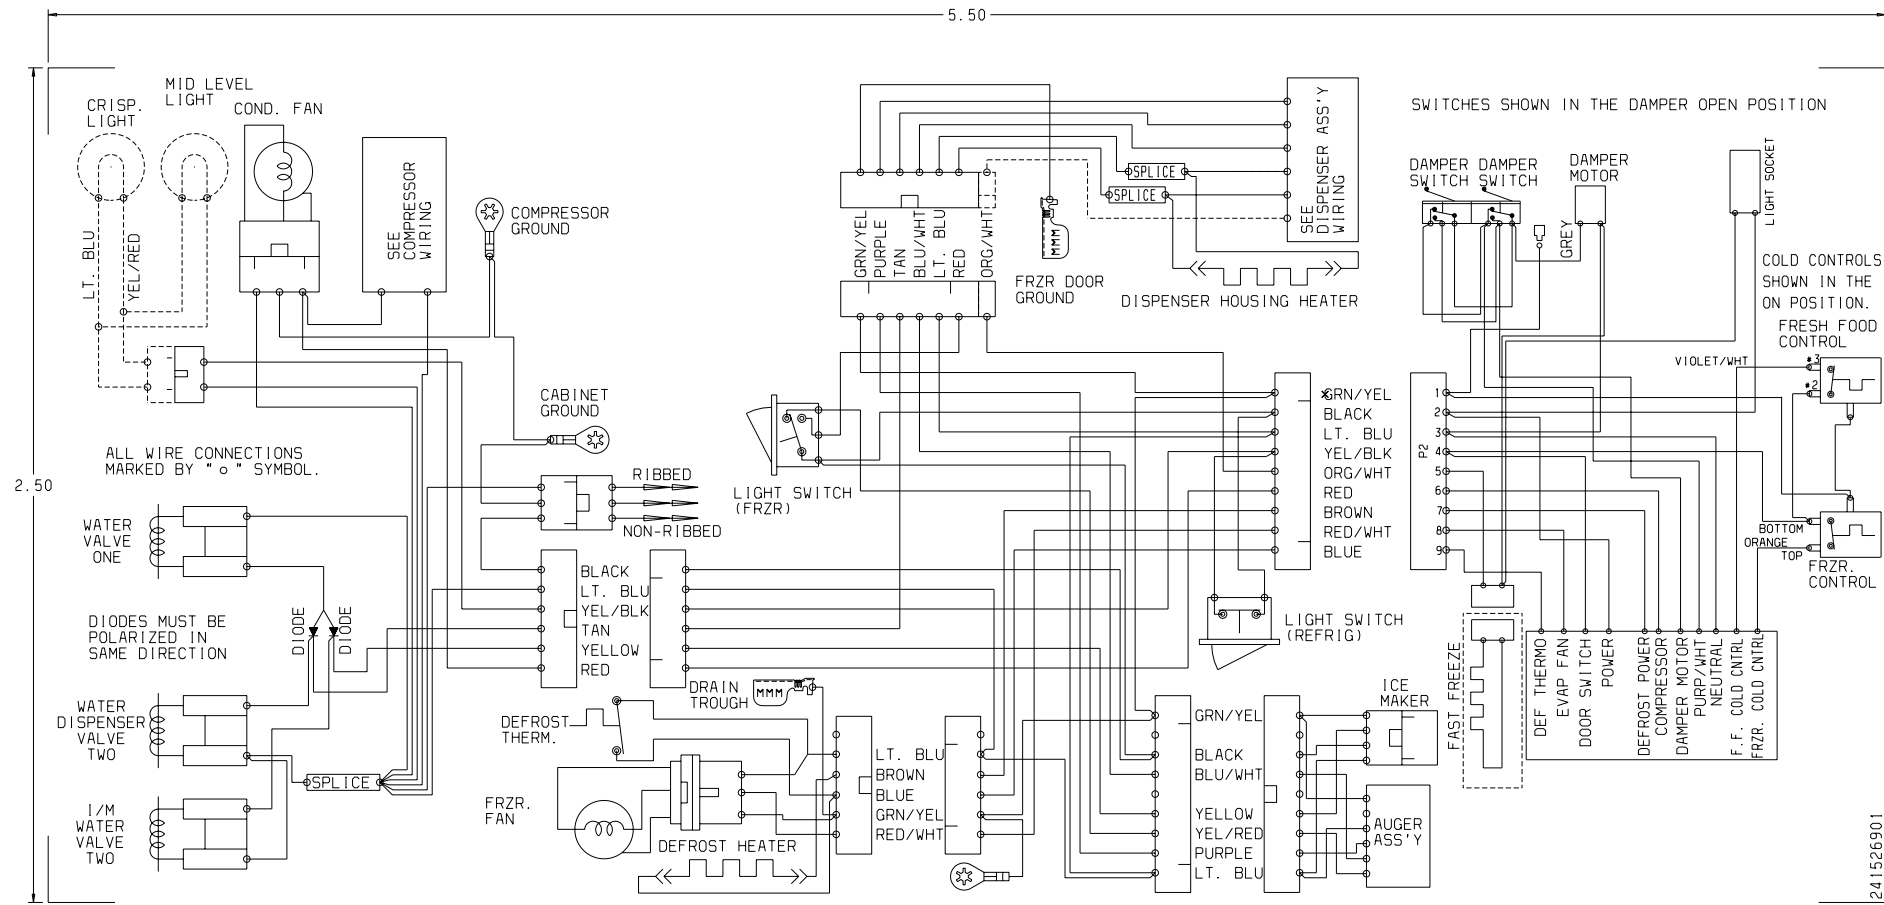 5.50
2.50
CRISP.
LIGHT
MID LEVEL
LIGHT
COND. FAN
LT. BLU
YEL/RED
SEE
COMPRESSOR
WIRING
COMPRESSOR
GROUND
CABINET
GROUND
ALL WIRE CONNECTIONS
MARKED BY " o " SYMBOL.
RIBBED
NON-RIBBED
WATER
VALVE
ONE
DIODES MUST BE
POLARIZED IN
SAME DIRECTION
DIODE
DIODE
WATER
DISPENSER
VALVE
TWO
I/M
WATER
VALVE
TWO
SPLICE
BLACK
LT. BLU
YEL/BLK
TAN
YELLOW
RED
GRN/YEL
PURPLE
TAN
BLU/WHT
LT. BLU
RED
ORG/WHT
SPLICE
SPLICE
SEE
DISPENSER ASS'Y
WIRING
FRZR DOOR
GROUND
DISPENSER HOUSING HEATER
LIGHT SWITCH
(FRZR)
GRN/YEL
BLACK
LT. BLU
YEL/BLK
ORG/WHT
RED
BROWN
RED/WHT
BLUE
P2
1
2
3
4
5
6
7
8
9
LIGHT SWITCH
(REFRIG)
DRAIN
TROUGH
DEFROST
THERM.
FRZR.
FAN
DEFROST HEATER
LT. BLU
BROWN
BLUE
GRN/YEL
RED/WHT
GRN/YEL
BLACK
BLU/WHT
YELLOW
YEL/RED
PURPLE
LT. BLU
ICE
MAKER
AUGER
ASS'Y
SWITCHES SHOWN IN THE DAMPER OPEN POSITION
DAMPER
SWITCH
DAMPER
SWITCH
DAMPER
MOTOR
GREY
LIGHT SOCKET
COLD CONTROLS
SHOWN IN THE
ON POSITION.
FRESH FOOD
CONTROL
VIOLET/WHT
#3
#2
BOTTOM
ORANGE
TOP
FRZR.
CONTROL
FAST FREEZE
DEF THERMO
EVAP FAN
DOOR SWITCH
POWER
DEFROST POWER
COMPRESSOR
DAMPER MOTOR
PURP/WHT
NEUTRAL
F.F. COLD CNTRL
FRZR. COLD CNTRL
241526901